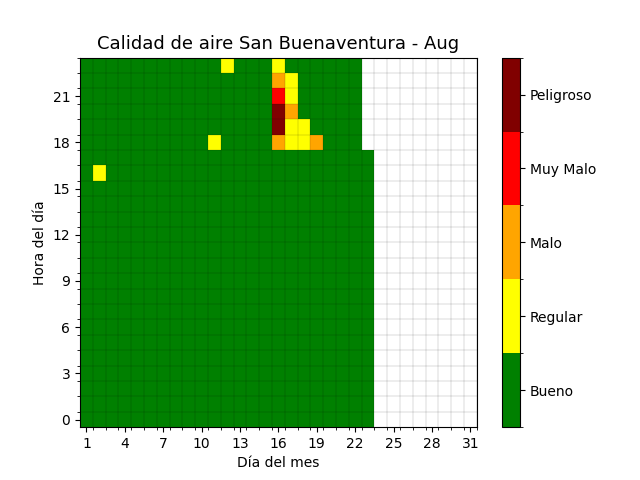 Calidad de aire San Buenaventura - Aug
Hora del día
21
18
15
12
9
6
3
0
1 4 7 10 13 16 19 22 25 28 31
Día del mes
Peligroso
Muy Malo
Malo
Regular
Bueno